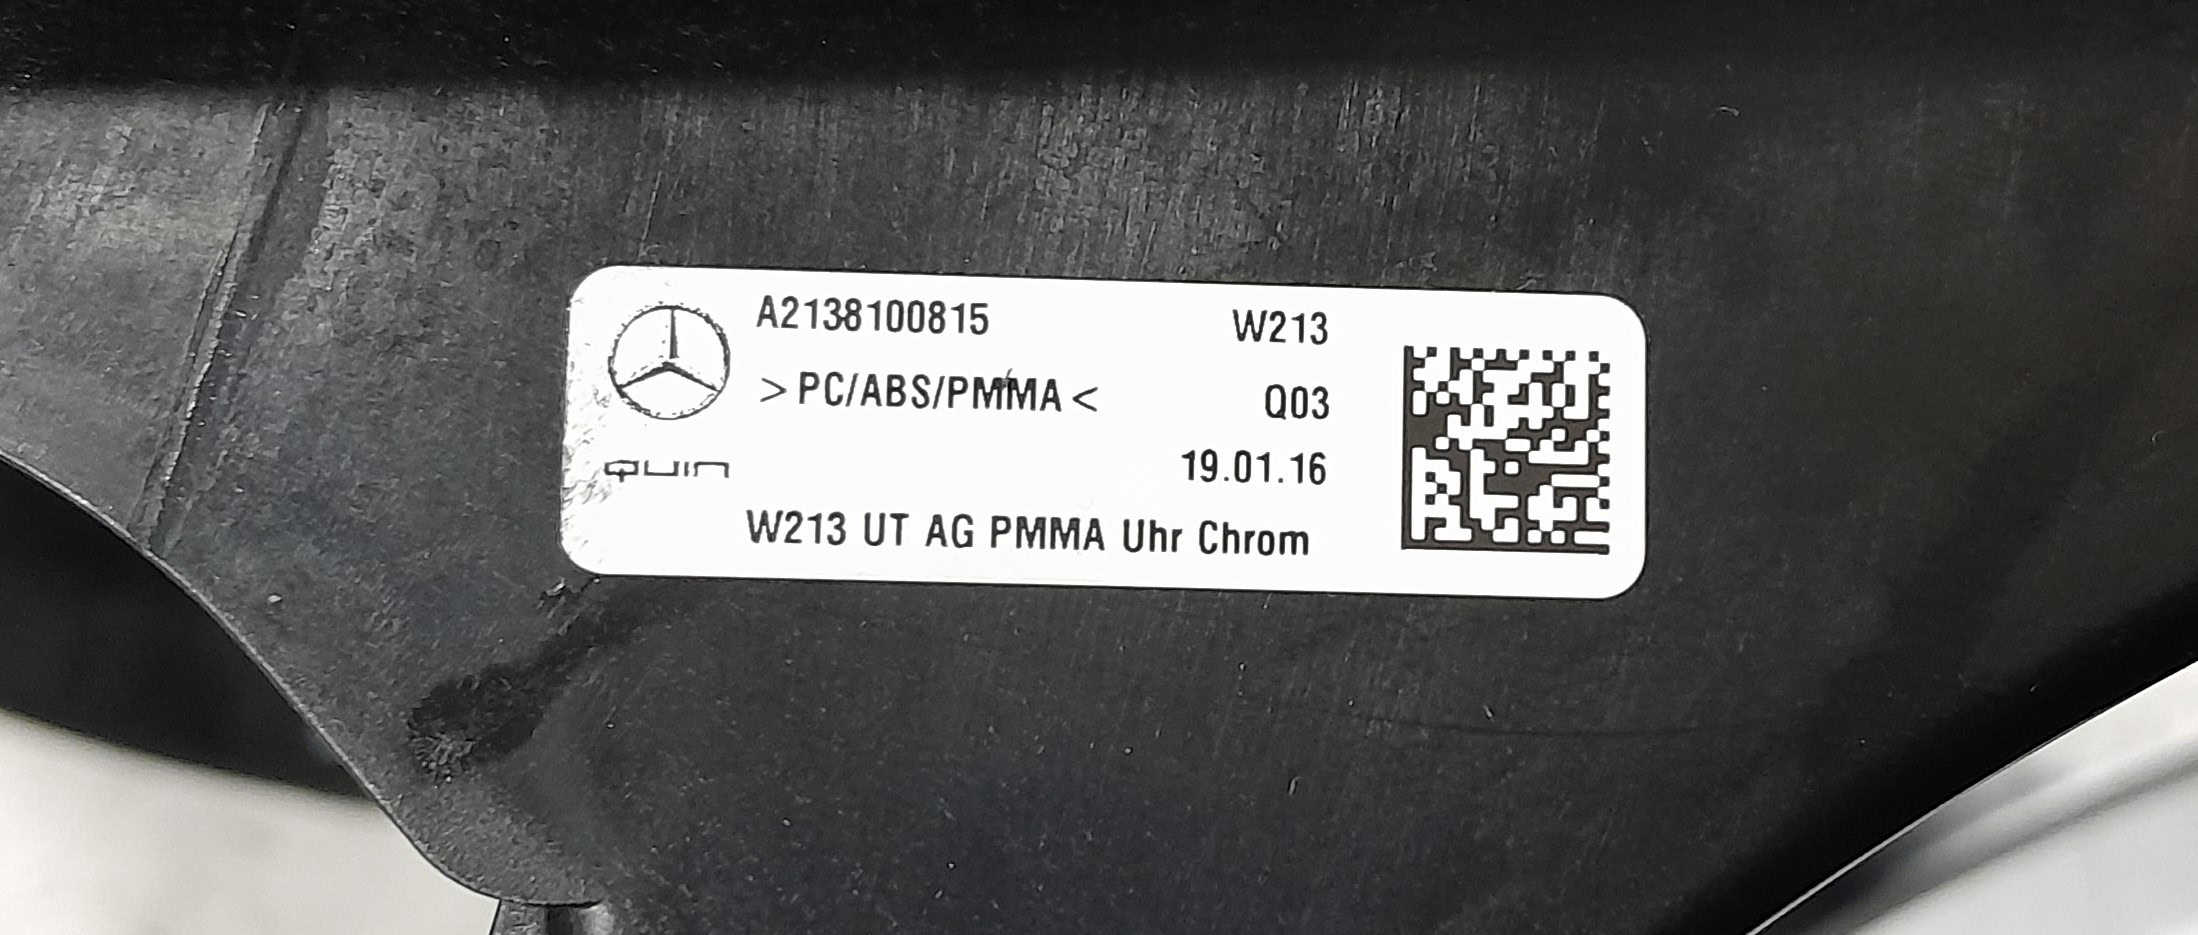 A2138100815 W213
>PC/ABS/PMMA< Q03
QUIN 19.01.16
W213 UT AG PMMA Uhr Chrom